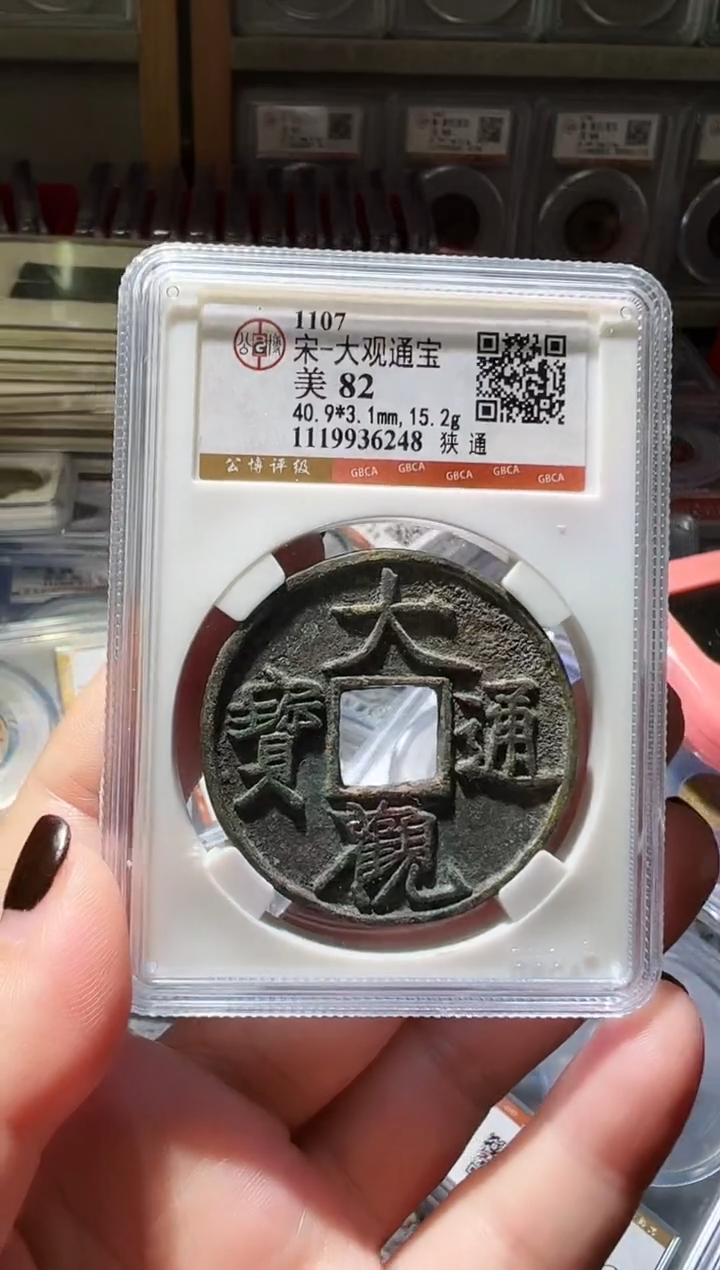 1107
宋-大观通宝
美 82
40.9*3.1mm,15.2g
1119936248 狭 通
公博评级 GBCA GBCA GBCA GBCA GBCA
大
寳 通
觀